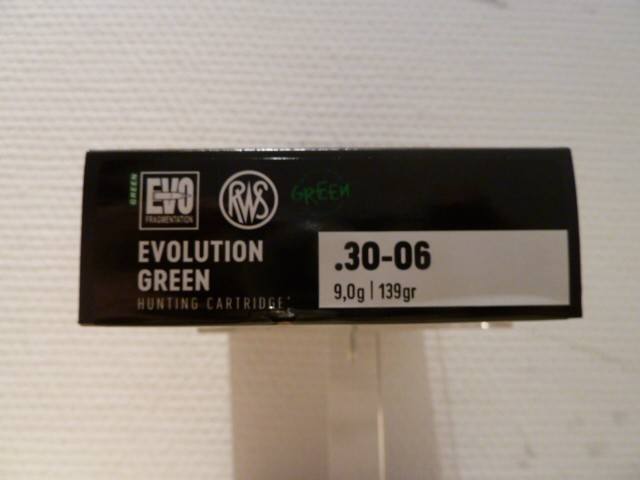 GREEN
EVO
FRAGMENTATION
RWS
GREEN
EVOLUTION
GREEN
HUNTING CARTRIDGE
.30-06
9,0g | 139gr